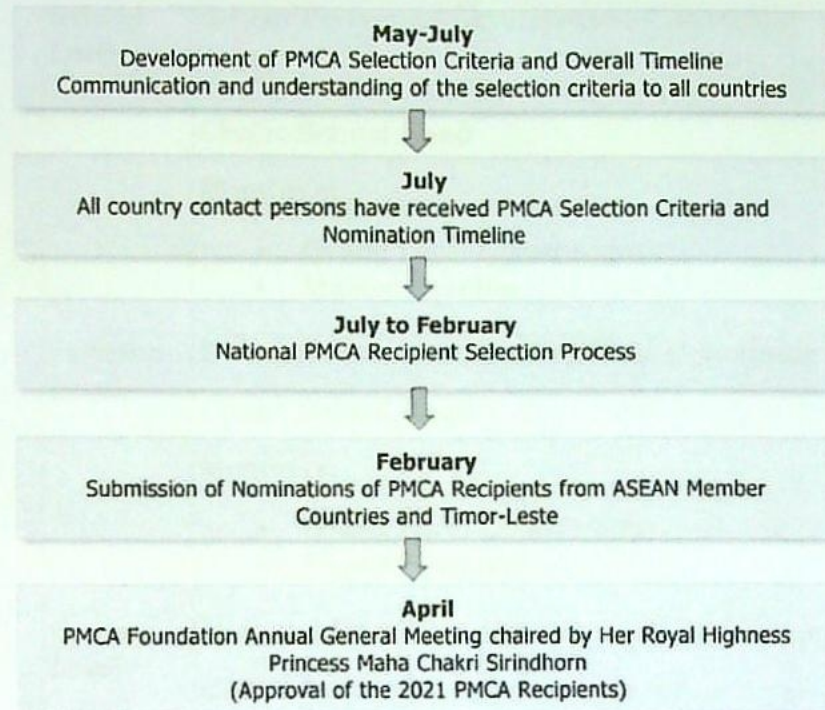 May-July
Development of PMCA Selection Criteria and Overall Timeline
Communication and understanding of the selection criteria to all countries
July
All country contact persons have received PMCA Selection Criteria and
Nomination Timeline
July to February
National PMCA Recipient Selection Process
February
Submission of Nominations of PMCA Recipients from ASEAN Member
Countries and Timor-Leste
April
PMCA Foundation Annual General Meeting chaired by Her Royal Highness
Princess Maha Chakri Sirindhorn
(Approval of the 2021 PMCA Recipients)